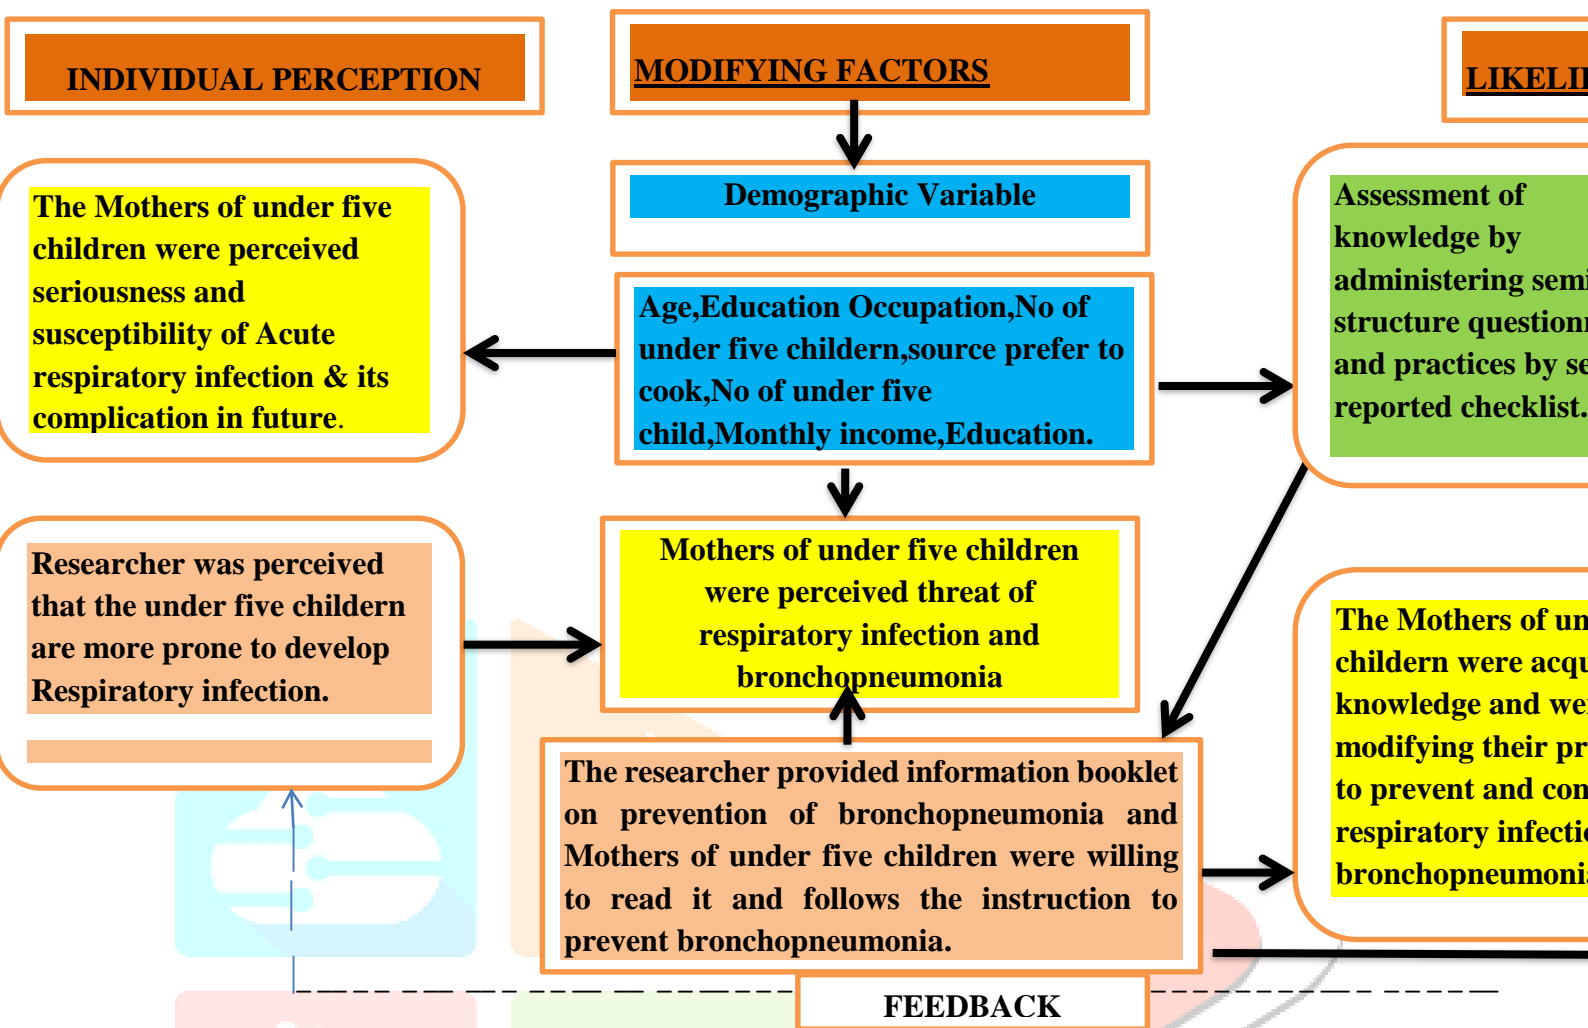 INDIVIDUAL PERCEPTION
The Mothers of under five
children were perceived
seriousness and
susceptibility of Acute
respiratory infection & its
complication in future.
Researcher was perceived
that the under five childern
are more prone to develop
Respiratory infection.
MODIFYING FACTORS
Demographic Variable
Age,Education Occupation,No of
under five childern,source prefer to
cook,No of under five
child,Monthly income,Education.
Mothers of under five children
were perceived threat of
respiratory infection and
bronchopneumonia
The researcher provided information booklet
on prevention of bronchopneumonia and
Mothers of under five children were willing
to read it and follows the instruction to
prevent bronchopneumonia.
FEEDBACK
Assessment of
knowledge by
administering
structure
and practices by
reported checklist.
The Mothers of
childern were
knowledge and
modifying their
to prevent and
respiratory